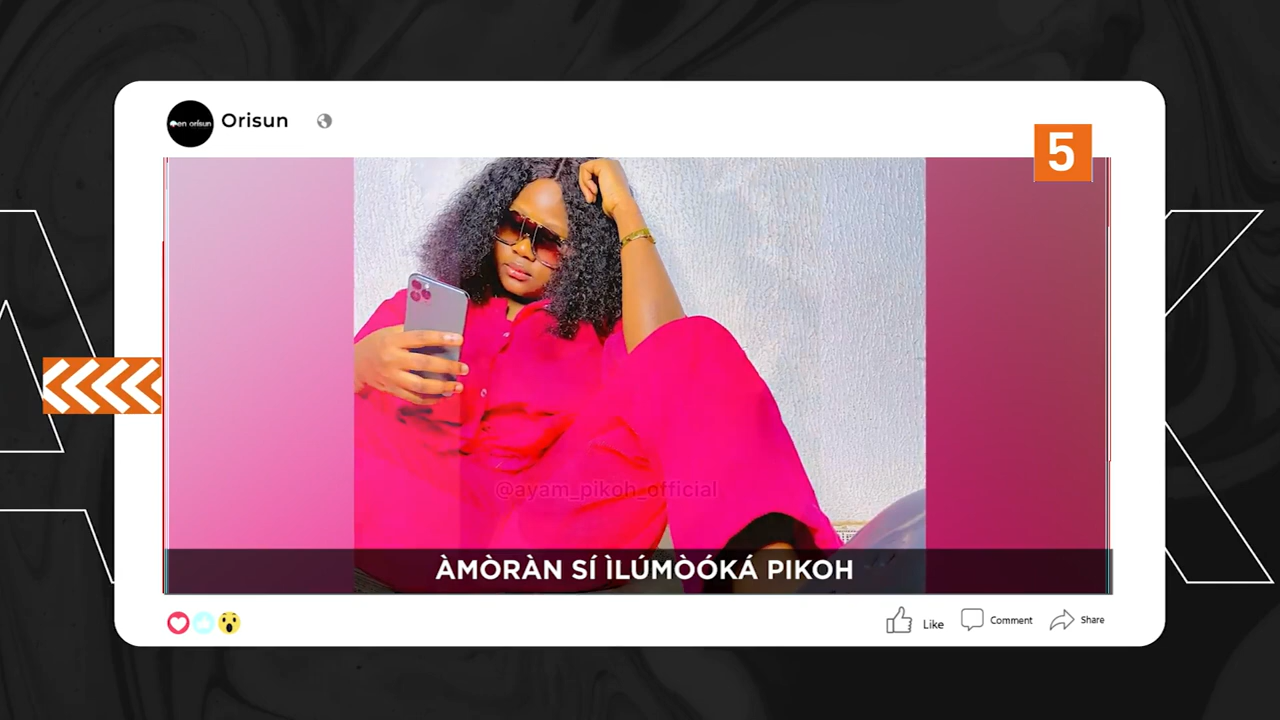 en orisun
Orisun
5
@ayam_pikoh_official
ÀMÒRÀN SÍ ÌLÚMÒÓKÁ PIKOH
Like
Comment
Share